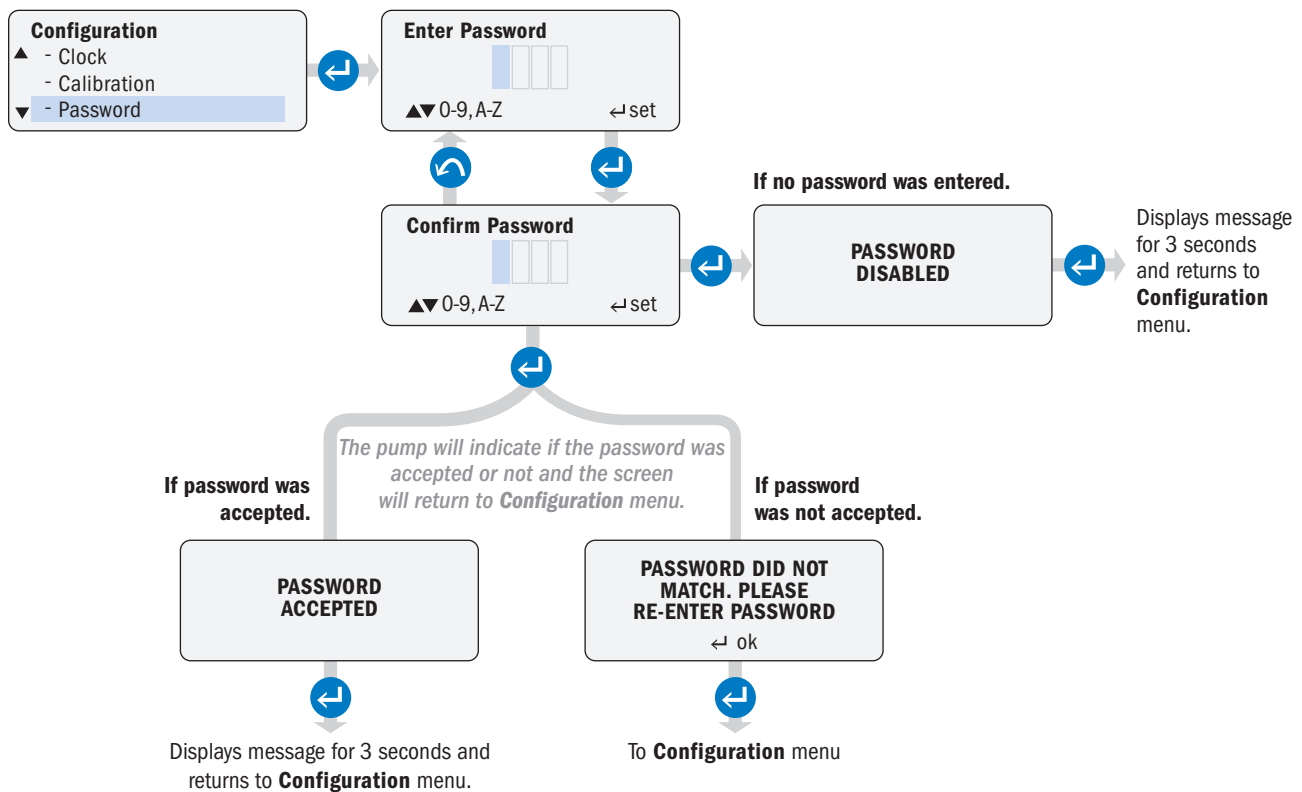 Configuration
- Clock
- Calibration
- Password
Enter Password
▲▼ 0-9, A-Z ↵ set
Confirm Password
▲▼ 0-9, A-Z ↵ set
If no password was entered.
PASSWORD
DISABLED
Displays message
for 3 seconds
and returns to
Configuration
menu.
The pump will indicate if the password was
accepted or not and the screen
will return to Configuration menu.
If password was
accepted.
PASSWORD
ACCEPTED
Displays message for 3 seconds and
returns to Configuration menu.
If password
was not accepted.
PASSWORD DID NOT
MATCH. PLEASE
RE-ENTER PASSWORD
↵ ok
To Configuration menu